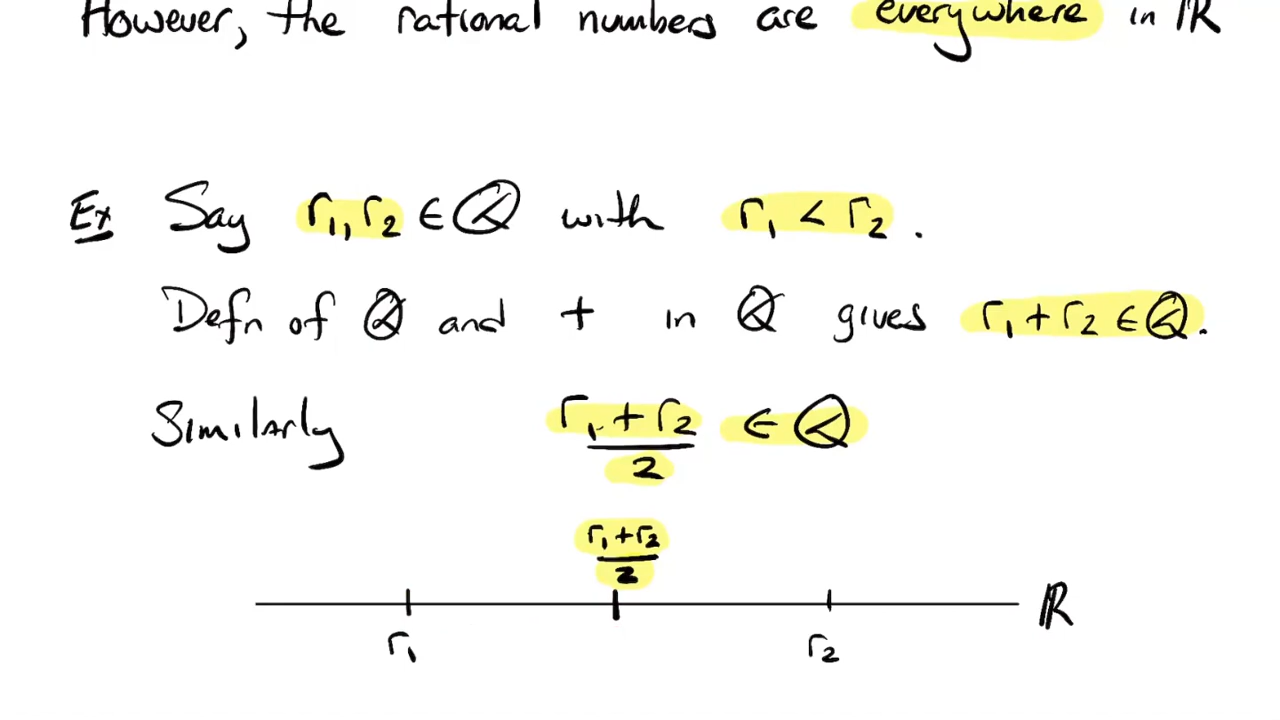 However, the rational numbers are everywhere in ℝ
Ex Say r₁, r₂ ∈ ℚ with r₁ < r₂.
Defn of ℚ and + in ℚ gives r₁ + r₂ ∈ ℚ.
Similarly r₁ + r₂ ∈ ℚ
2
r₁ + r₂
2
ℝ
r₁ r₂